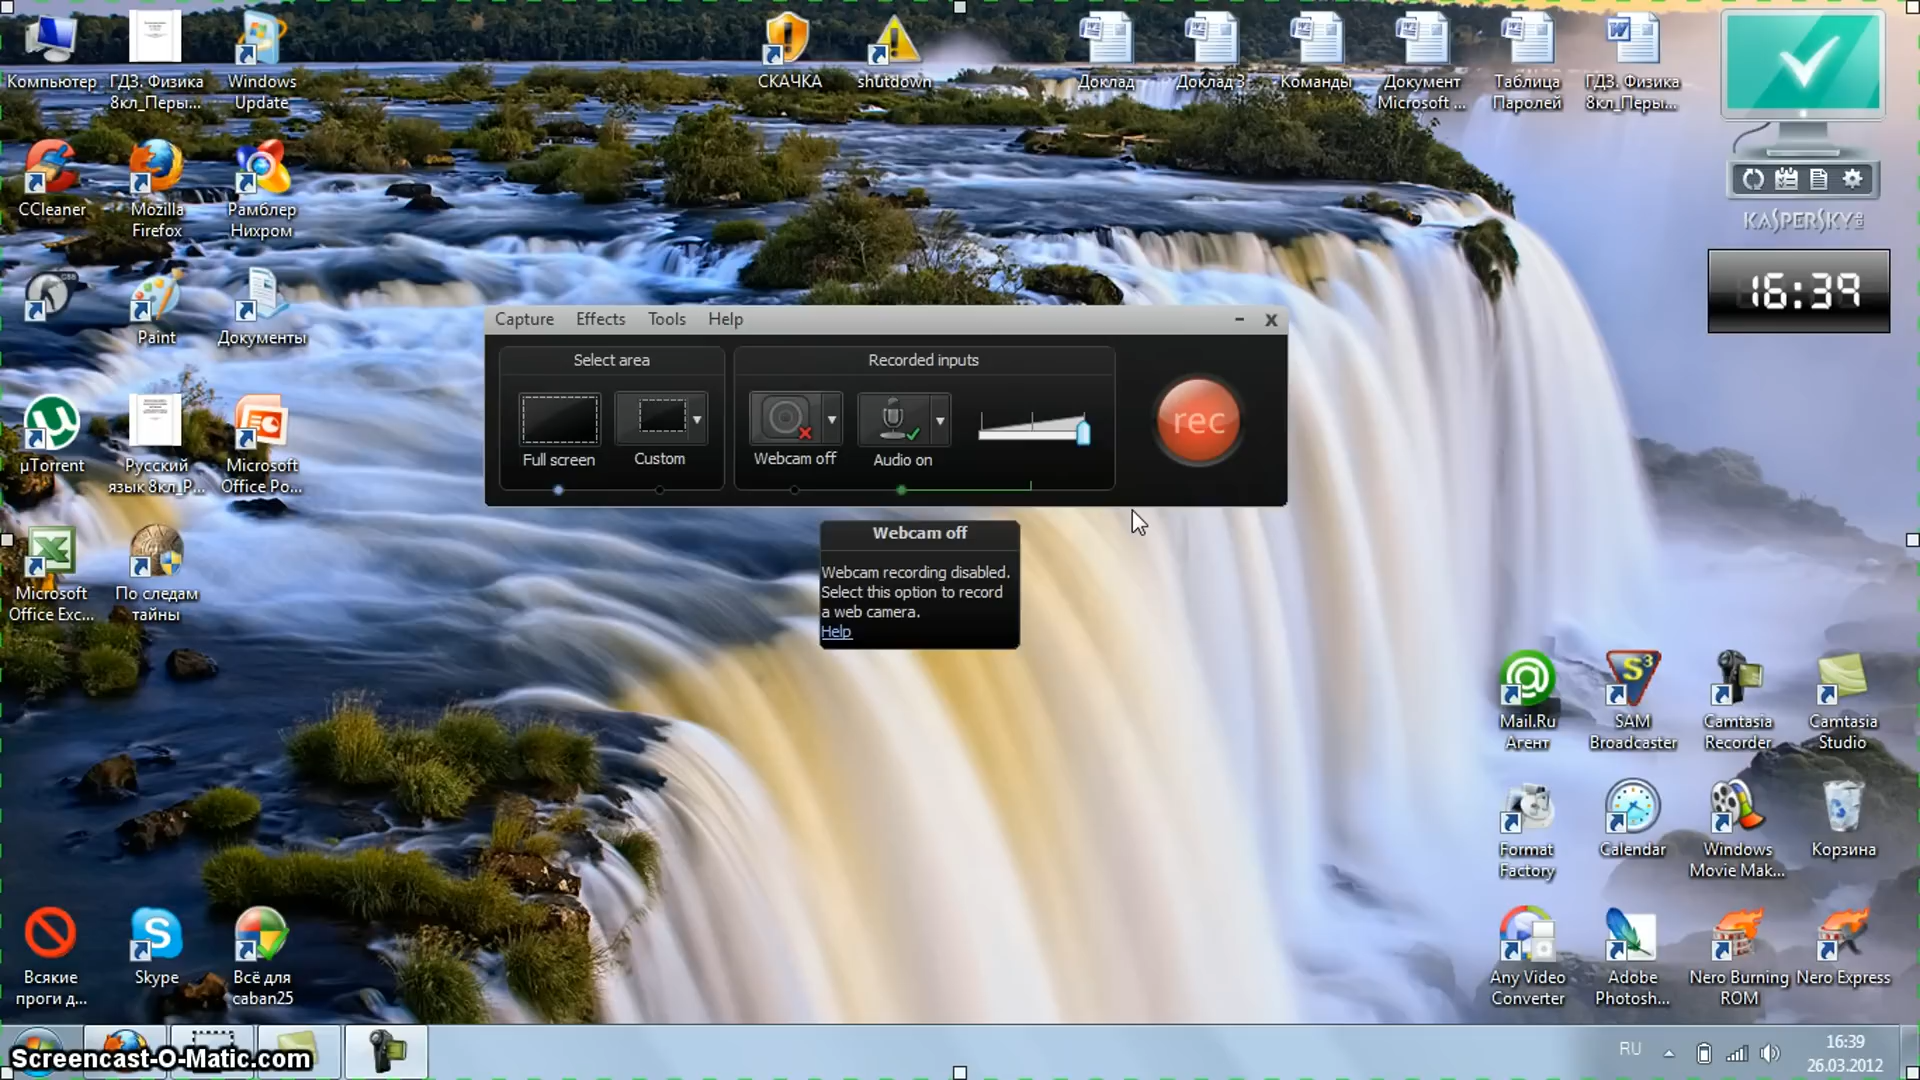 Компьютер
ГДЗ. Физика
8кл_Перы...
Windows
Update
СКАЧКА
shutdown
Доклад
Доклад 3
Команды
Документ
Microsoft ...
Таблица
Паролей
ГДЗ. Физика
8кл_Перы...
CCleaner
Mozilla
Firefox
Рамблер
Нихром
KASPERSKY
16:39
Paint
Документы
Capture
Effects
Tools
Help
Select area
Recorded inputs
Full screen
Custom
Webcam off
Audio on
rec
µTorrent
Русский
язык 8кл_Р...
Microsoft
Office Po...
Webcam off
Webcam recording disabled.
Select this option to record
a web camera.
Help
Microsoft
Office Exc...
По следам
тайны
Mail.Ru
Агент
SAM
Broadcaster
Camtasia
Recorder
Camtasia
Studio
Format
Factory
Calendar
Windows
Movie Mak...
Корзина
Всякие
проги д...
Skype
Всё для
caban25
Any Video
Converter
Adobe
Photosh...
Nero Burning
ROM
Nero Express
Screencast-O-Matic.com
RU
16:39
26.03.2012